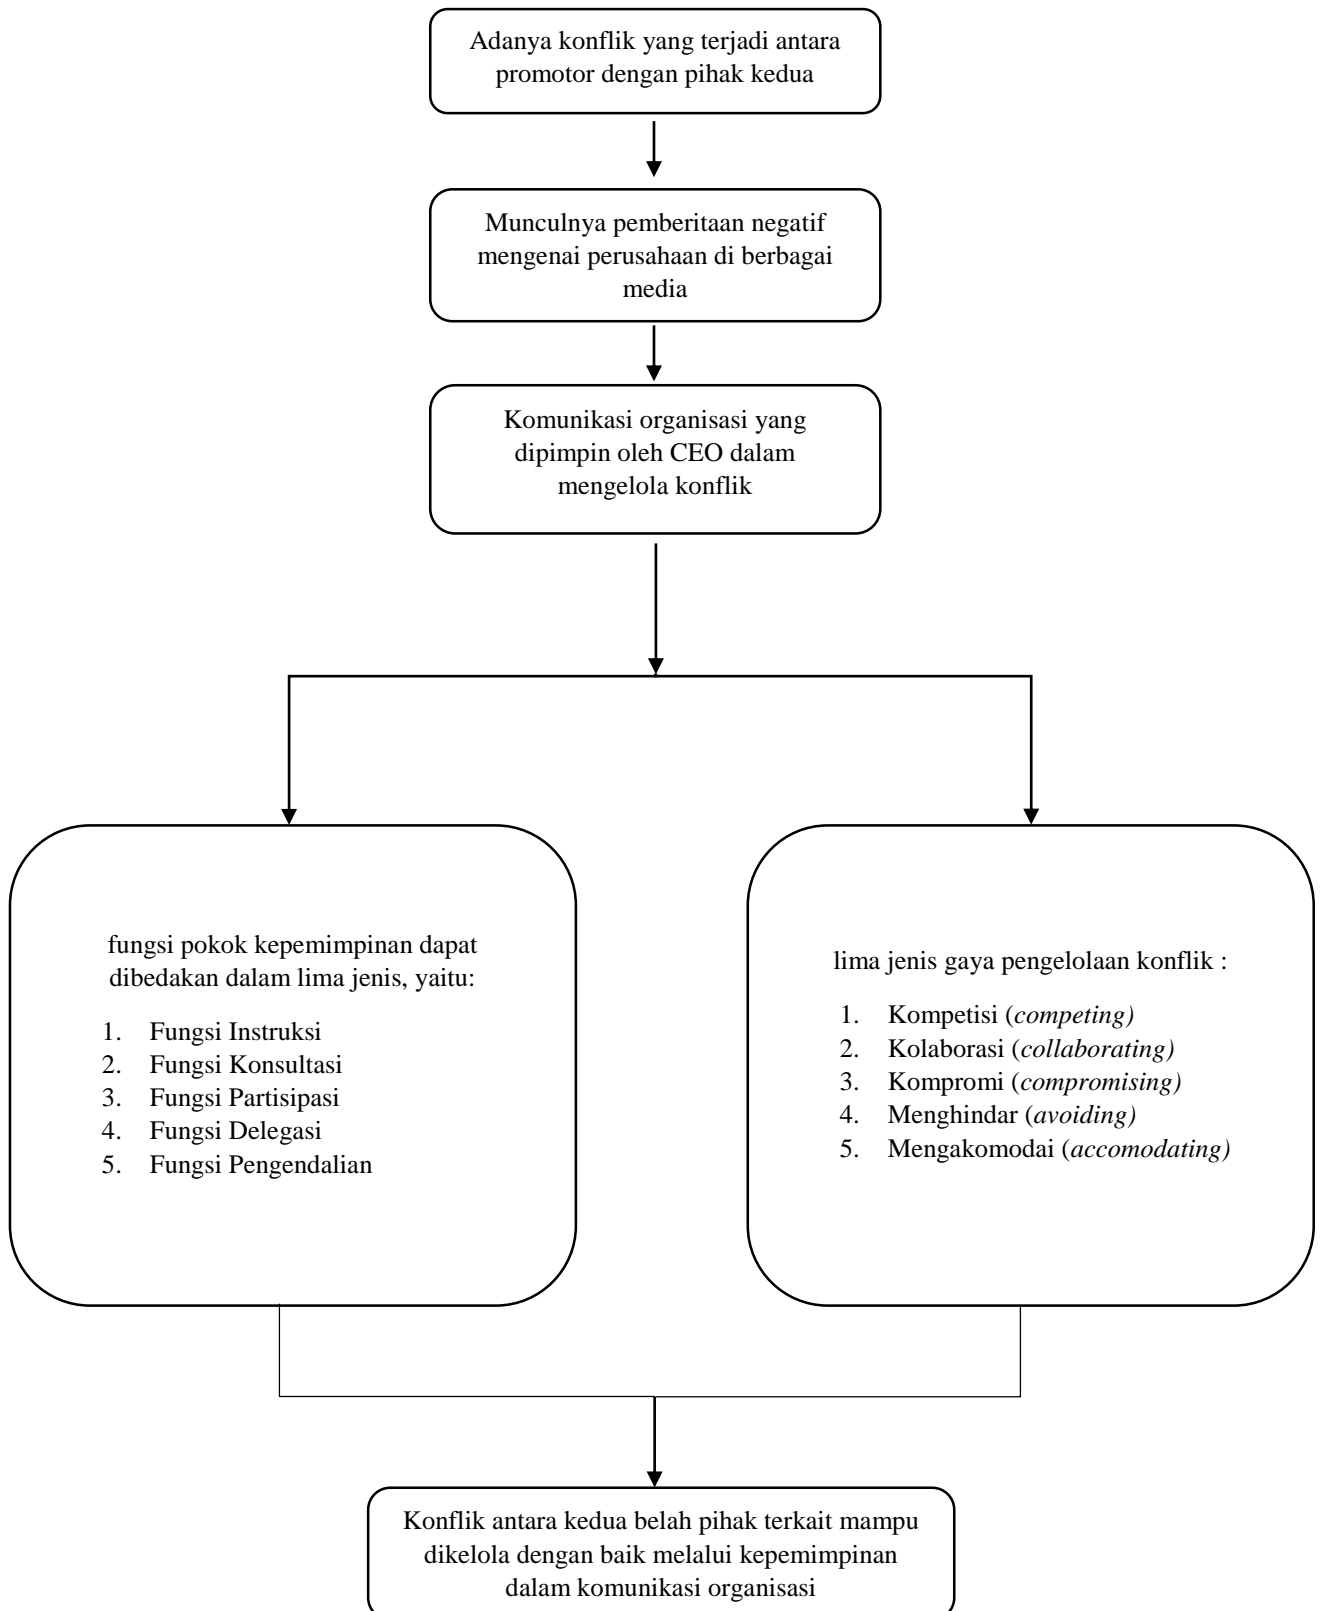 Adanya konflik yang terjadi antara
promotor dengan pihak kedua
Munculnya pemberitaan negatif
mengenai perusahaan di berbagai
media
Komunikasi organisasi yang
dipimpin oleh CEO dalam
mengelola konflik
fungsi pokok kepemimpinan dapat
dibedakan dalam lima jenis, yaitu:
1. Fungsi Instruksi
2. Fungsi Konsultasi
3. Fungsi Partisipasi
4. Fungsi Delegasi
5. Fungsi Pengendalian
lima jenis gaya pengelolaan konflik :
1. Kompetisi (competing)
2. Kolaborasi (collaborating)
3. Kompromi (compromising)
4. Menghindar (avoiding)
5. Mengakomodai (accomodating)
Konflik antara kedua belah pihak terkait mampu
dikelola dengan baik melalui kepemimpinan
dalam komunikasi organisasi